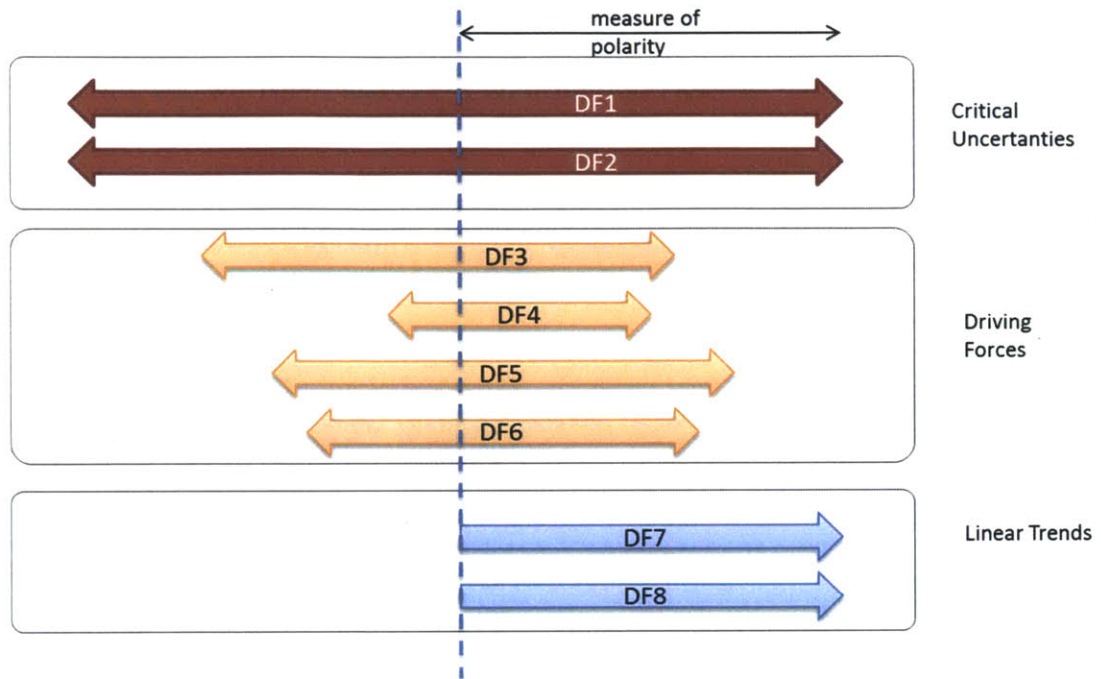 measure of
polarity
DF1
Critical
Uncertanties
DF2
DF3
DF4
Driving
Forces
DF5
DF6
DF7
Linear Trends
DF8